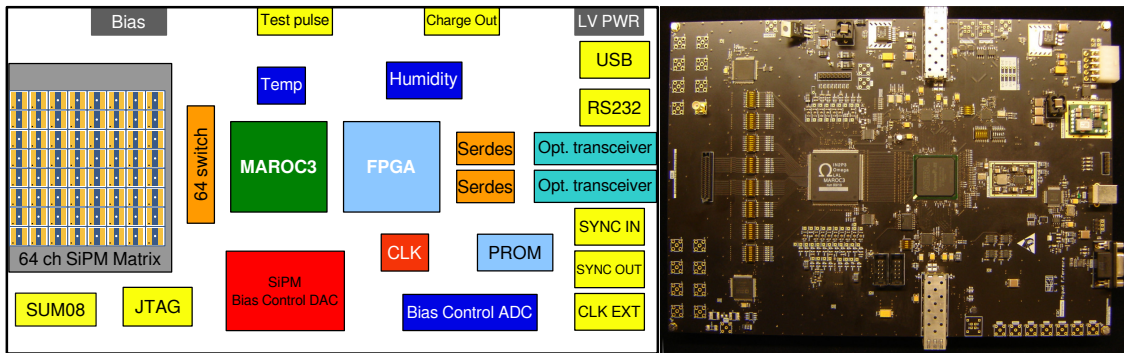 Bias
Test pulse
Charge Out
LV PWR
USB
Temp
Humidity
RS232
64 switch
MAROC3
FPGA
Serdes
Opt. transceiver
Serdes
Opt. transceiver
SYNC IN
64 ch SiPM Matrix
CLK
PROM
SYNC OUT
SiPM
Bias Control DAC
SUM08
JTAG
Bias Control ADC
CLK EXT
Ω
Omega
LAL
MAROC3